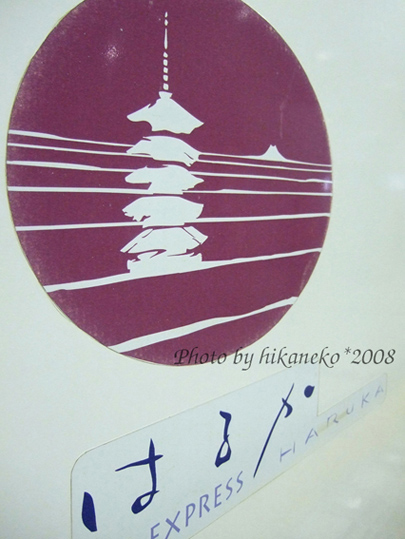 Photo by hikaneko*2008
はるか
EXPRESS HARUKA